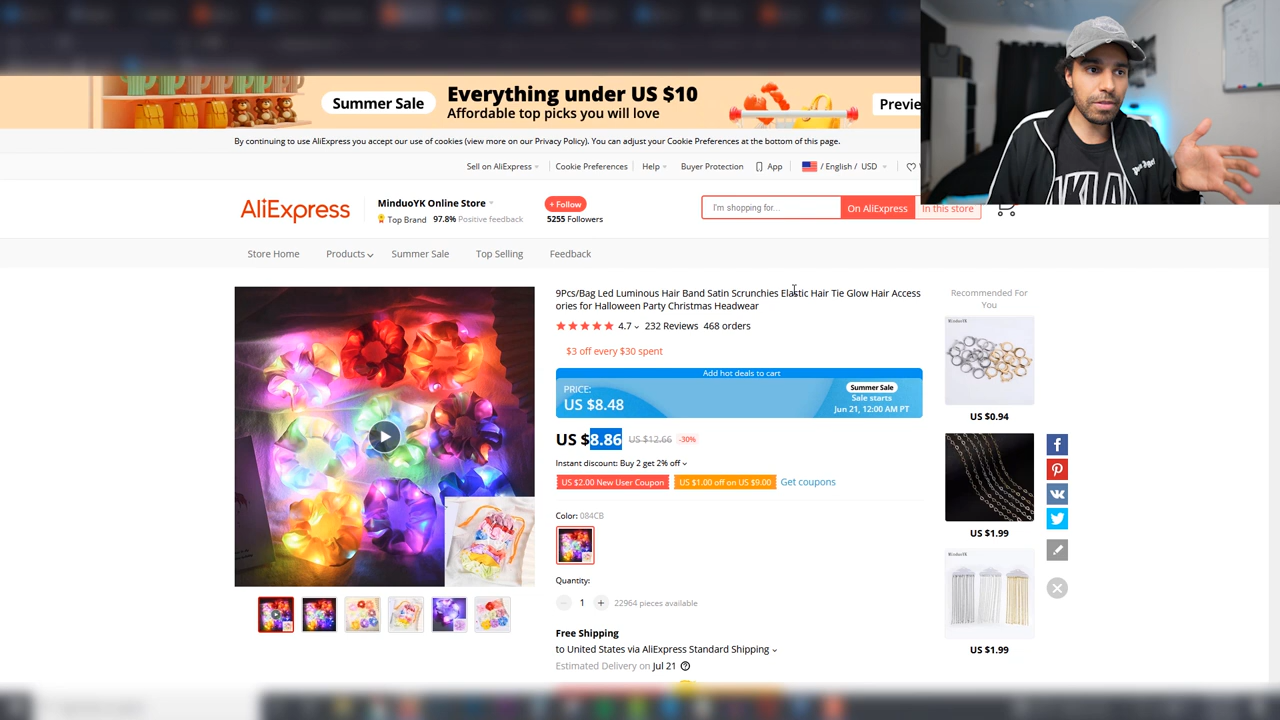 Summer Sale
Everything under US $10
Affordable top picks you will love
Previe
By continuing to use AliExpress you accept our use of cookies (view more on our Privacy Policy). You can adjust your Cookie Preferences at the bottom of this page.
Sell on AliExpress
Cookie Preferences
Help
Buyer Protection
App
/ English / USD
AliExpress
MinduoYK Online Store
Top Brand 97.8% Positive feedback
+ Follow
5255 Followers
I'm shopping for...
On AliExpress
In this store
Store Home
Products
Summer Sale
Top Selling
Feedback
9Pcs/Bag Led Luminous Hair Band Satin Scrunchies Elastic Hair Tie Glow Hair Access
ories for Halloween Party Christmas Headwear
4.7 232 Reviews 468 orders
$3 off every $30 spent
Add hot deals to cart
PRICE:
US $8.48
Summer Sale
Sale starts
Jun 21, 12:00 AM PT
US $8.86 US $12.66 -30%
Instant discount: Buy 2 get 2% off
US $2.00 New User Coupon
US $1.00 off on US $9.00
Get coupons
Color: 084CB
Quantity:
1
22964 pieces available
Free Shipping
to United States via AliExpress Standard Shipping
Estimated Delivery on Jul 21
Recommended For
You
MinduoYK
US $0.94
US $1.99
MinduoYK
US $1.99